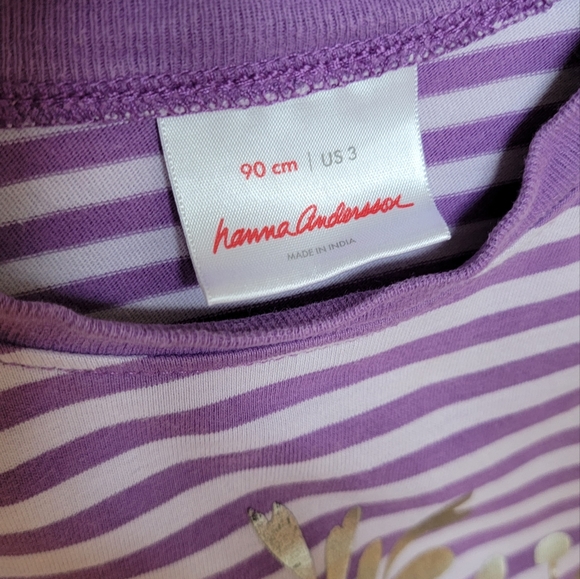 90 cm | US 3
hanna andersson
MADE IN INDIA